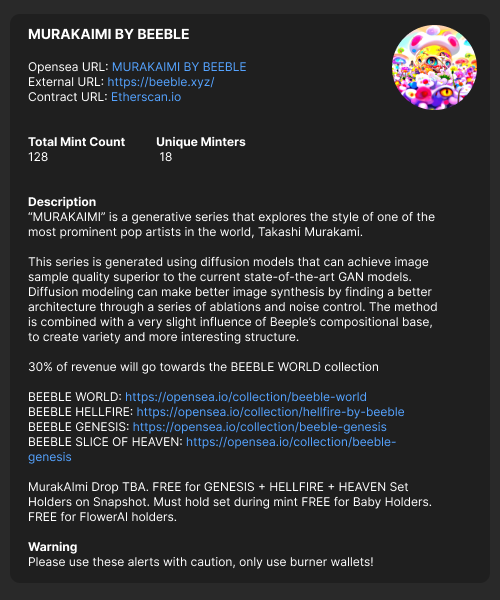 MURAKAIMI BY BEEBLE
Opensea URL: MURAKAIMI BY BEEBLE
External URL: https://beeble.xyz/
Contract URL: Etherscan.io
Total Mint Count Unique Minters
128 18
Description
“MURAKAIMI” is a generative series that explores the style of one of the
most prominent pop artists in the world, Takashi Murakami.
This series is generated using diffusion models that can achieve image
sample quality superior to the current state-of-the-art GAN models.
Diffusion modeling can make better image synthesis by finding a better
architecture through a series of ablations and noise control. The method
is combined with a very slight influence of Beeple’s compositional base,
to create variety and more interesting structure.
30% of revenue will go towards the BEEBLE WORLD collection
BEEBLE WORLD: https://opensea.io/collection/beeble-world
BEEBLE HELLFIRE: https://opensea.io/collection/hellfire-by-beeble
BEEBLE GENESIS: https://opensea.io/collection/beeble-genesis
BEEBLE SLICE OF HEAVEN: https://opensea.io/collection/beeble-
genesis
MurakAImi Drop TBA. FREE for GENESIS + HELLFIRE + HEAVEN Set
Holders on Snapshot. Must hold set during mint FREE for Baby Holders.
FREE for FlowerAI holders.
Warning
Please use these alerts with caution, only use burner wallets!